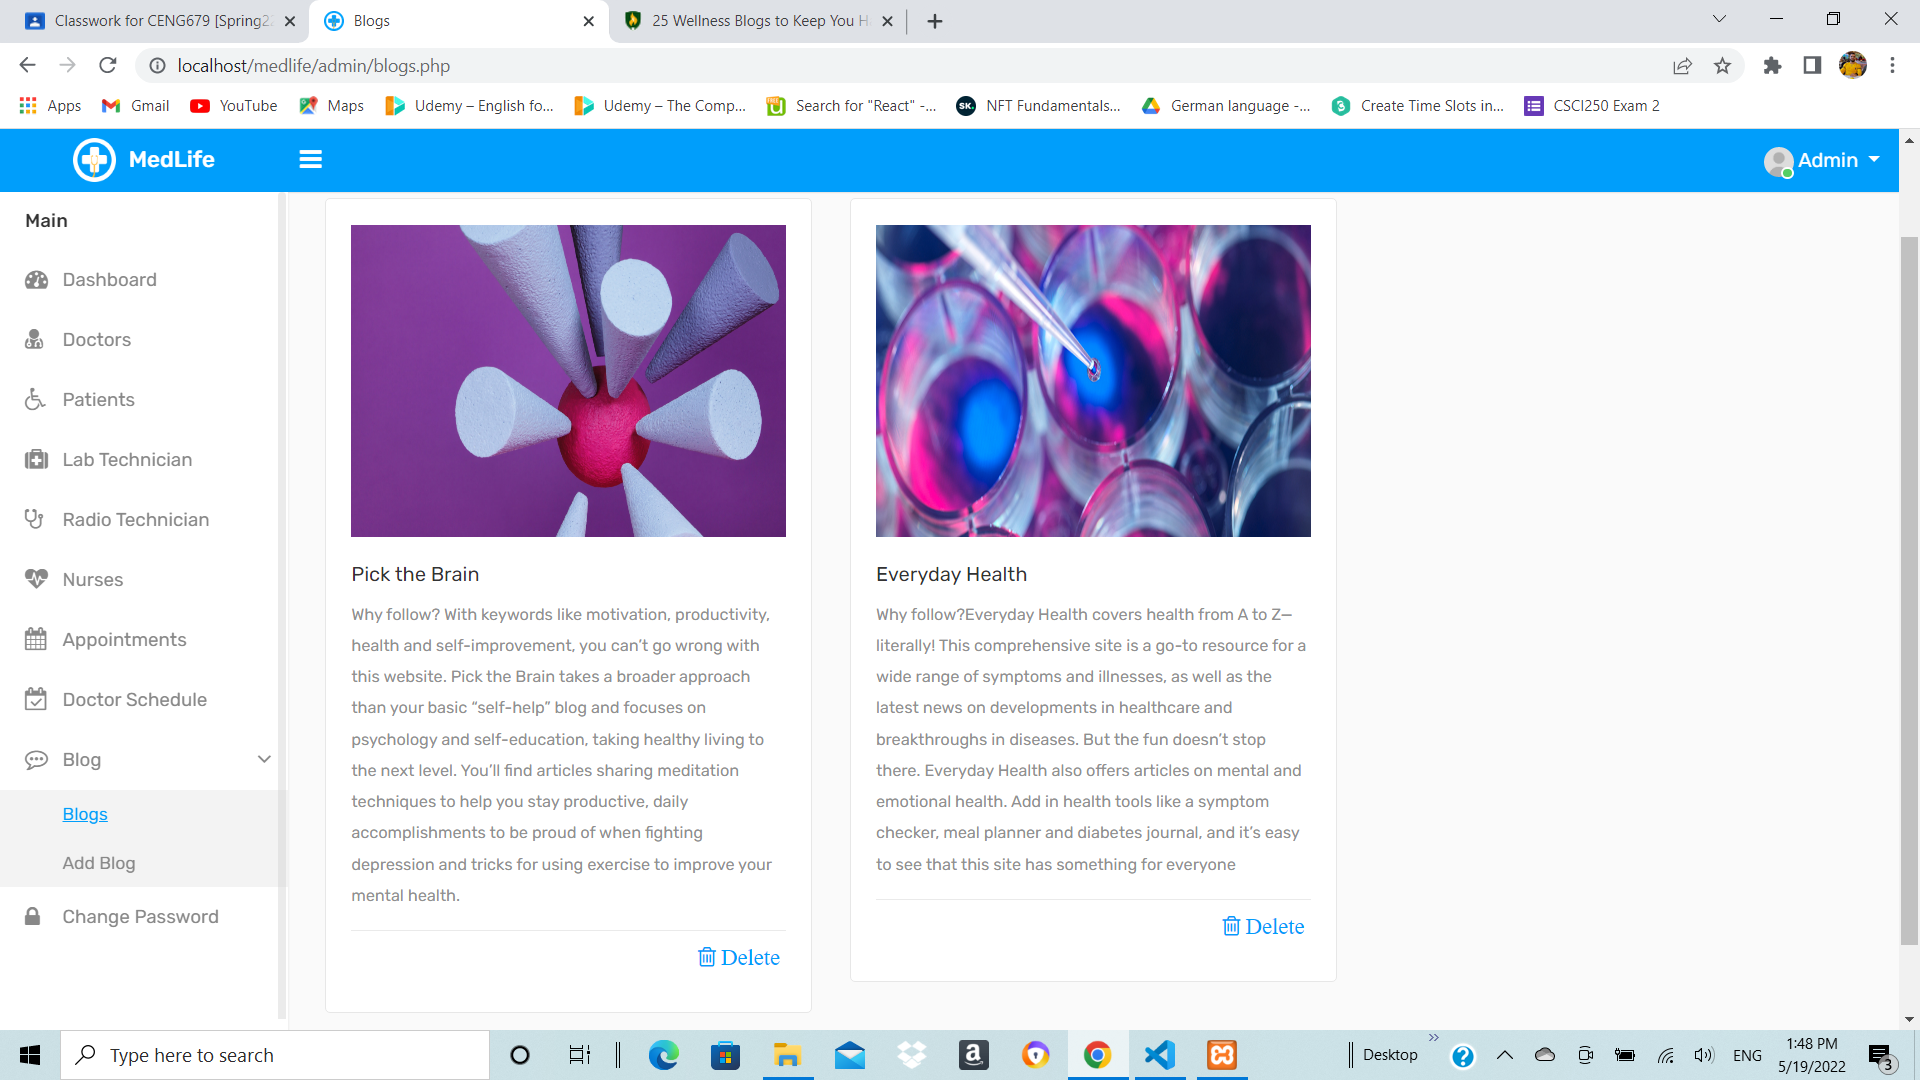 Classwork for CENG679 [Spring22
Blogs
25 Wellness Blogs to Keep You H
localhost/medlife/admin/blogs.php
Apps
Gmail
YouTube
Maps
Udemy – English fo...
Udemy – The Comp...
Search for "React" -...
NFT Fundamentals...
German language -...
Create Time Slots in...
CSCI250 Exam 2
MedLife
Admin
Main
Dashboard
Doctors
Patients
Lab Technician
Radio Technician
Nurses
Appointments
Doctor Schedule
Blog
Blogs
Add Blog
Change Password
Pick the Brain
Why follow? With keywords like motivation, productivity,
health and self-improvement, you can’t go wrong with
this website. Pick the Brain takes a broader approach
than your basic “self-help” blog and focuses on
psychology and self-education, taking healthy living to
the next level. You’ll find articles sharing meditation
techniques to help you stay productive, daily
accomplishments to be proud of when fighting
depression and tricks for using exercise to improve your
mental health.
Delete
Everyday Health
Why follow?Everyday Health covers health from A to Z—
literally! This comprehensive site is a go-to resource for a
wide range of symptoms and illnesses, as well as the
latest news on developments in healthcare and
breakthroughs in diseases. But the fun doesn’t stop
there. Everyday Health also offers articles on mental and
emotional health. Add in health tools like a symptom
checker, meal planner and diabetes journal, and it’s easy
to see that this site has something for everyone
Delete
Type here to search
Desktop
ENG
1:48 PM
5/19/2022
3